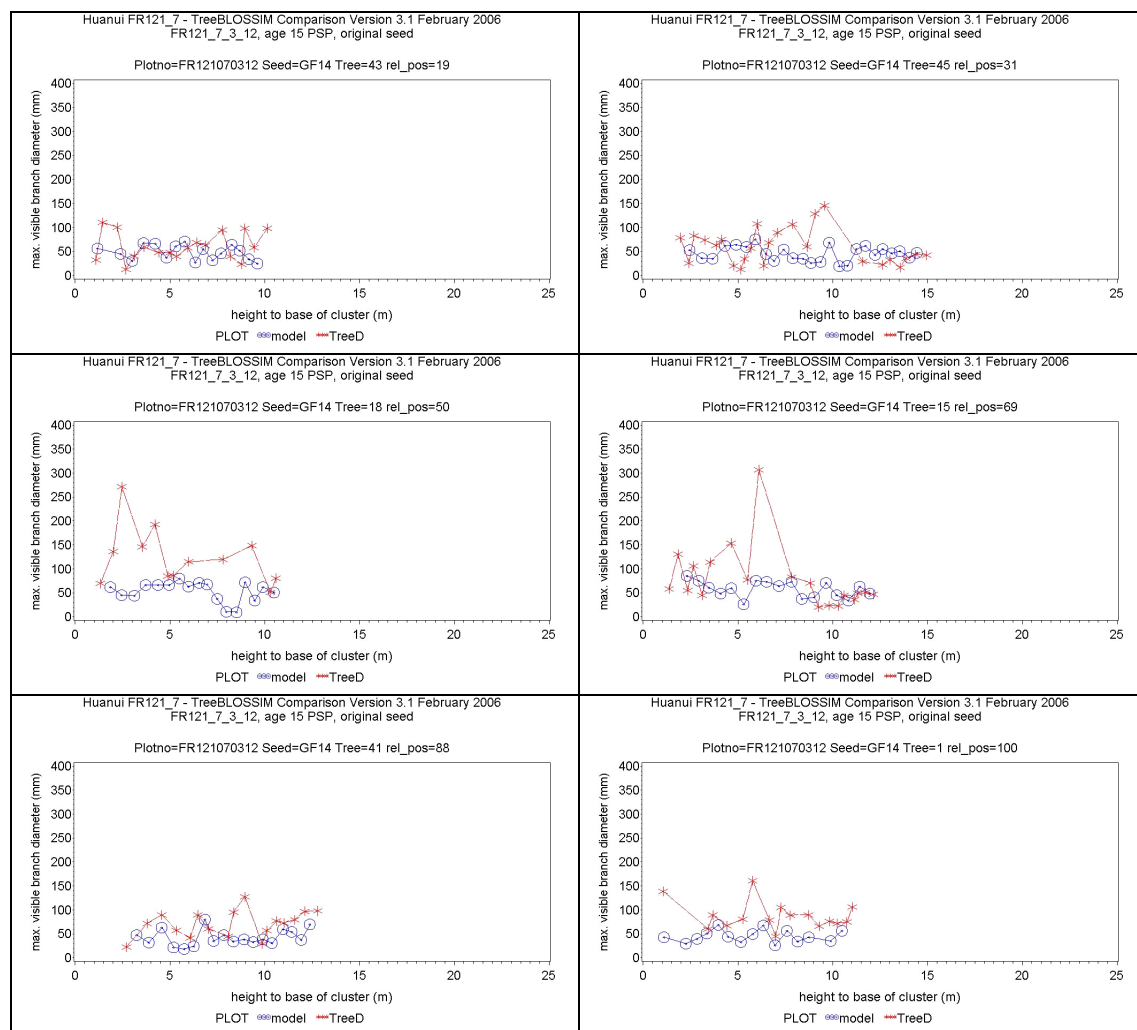 Huanui FR121_7 - TreeBLOSSIM Comparison Version 3.1 February 2006
FR121_7_3_12, age 15 PSP, original seed
Plotno=FR121070312 Seed=GF14 Tree=43 rel_pos=19
max. visible branch diameter (mm)
400
350
300
250
200
150
100
50
0
0 5 10 15 20 25
height to base of cluster (m)
PLOT model TreeD
Huanui FR121_7 - TreeBLOSSIM Comparison Version 3.1 February 2006
FR121_7_3_12, age 15 PSP, original seed
Plotno=FR121070312 Seed=GF14 Tree=45 rel_pos=31
max. visible branch diameter (mm)
400
350
300
250
200
150
100
50
0
0 5 10 15 20 25
height to base of cluster (m)
PLOT model TreeD
Huanui FR121_7 - TreeBLOSSIM Comparison Version 3.1 February 2006
FR121_7_3_12, age 15 PSP, original seed
Plotno=FR121070312 Seed=GF14 Tree=18 rel_pos=50
max. visible branch diameter (mm)
400
350
300
250
200
150
100
50
0
0 5 10 15 20 25
height to base of cluster (m)
PLOT model TreeD
Huanui FR121_7 - TreeBLOSSIM Comparison Version 3.1 February 2006
FR121_7_3_12, age 15 PSP, original seed
Plotno=FR121070312 Seed=GF14 Tree=15 rel_pos=69
max. visible branch diameter (mm)
400
350
300
250
200
150
100
50
0
0 5 10 15 20 25
height to base of cluster (m)
PLOT model TreeD
Huanui FR121_7 - TreeBLOSSIM Comparison Version 3.1 February 2006
FR121_7_3_12, age 15 PSP, original seed
Plotno=FR121070312 Seed=GF14 Tree=41 rel_pos=88
max. visible branch diameter (mm)
400
350
300
250
200
150
100
50
0
0 5 10 15 20 25
height to base of cluster (m)
PLOT model TreeD
Huanui FR121_7 - TreeBLOSSIM Comparison Version 3.1 February 2006
FR121_7_3_12, age 15 PSP, original seed
Plotno=FR121070312 Seed=GF14 Tree=1 rel_pos=100
max. visible branch diameter (mm)
400
350
300
250
200
150
100
50
0
0 5 10 15 20 25
height to base of cluster (m)
PLOT model TreeD